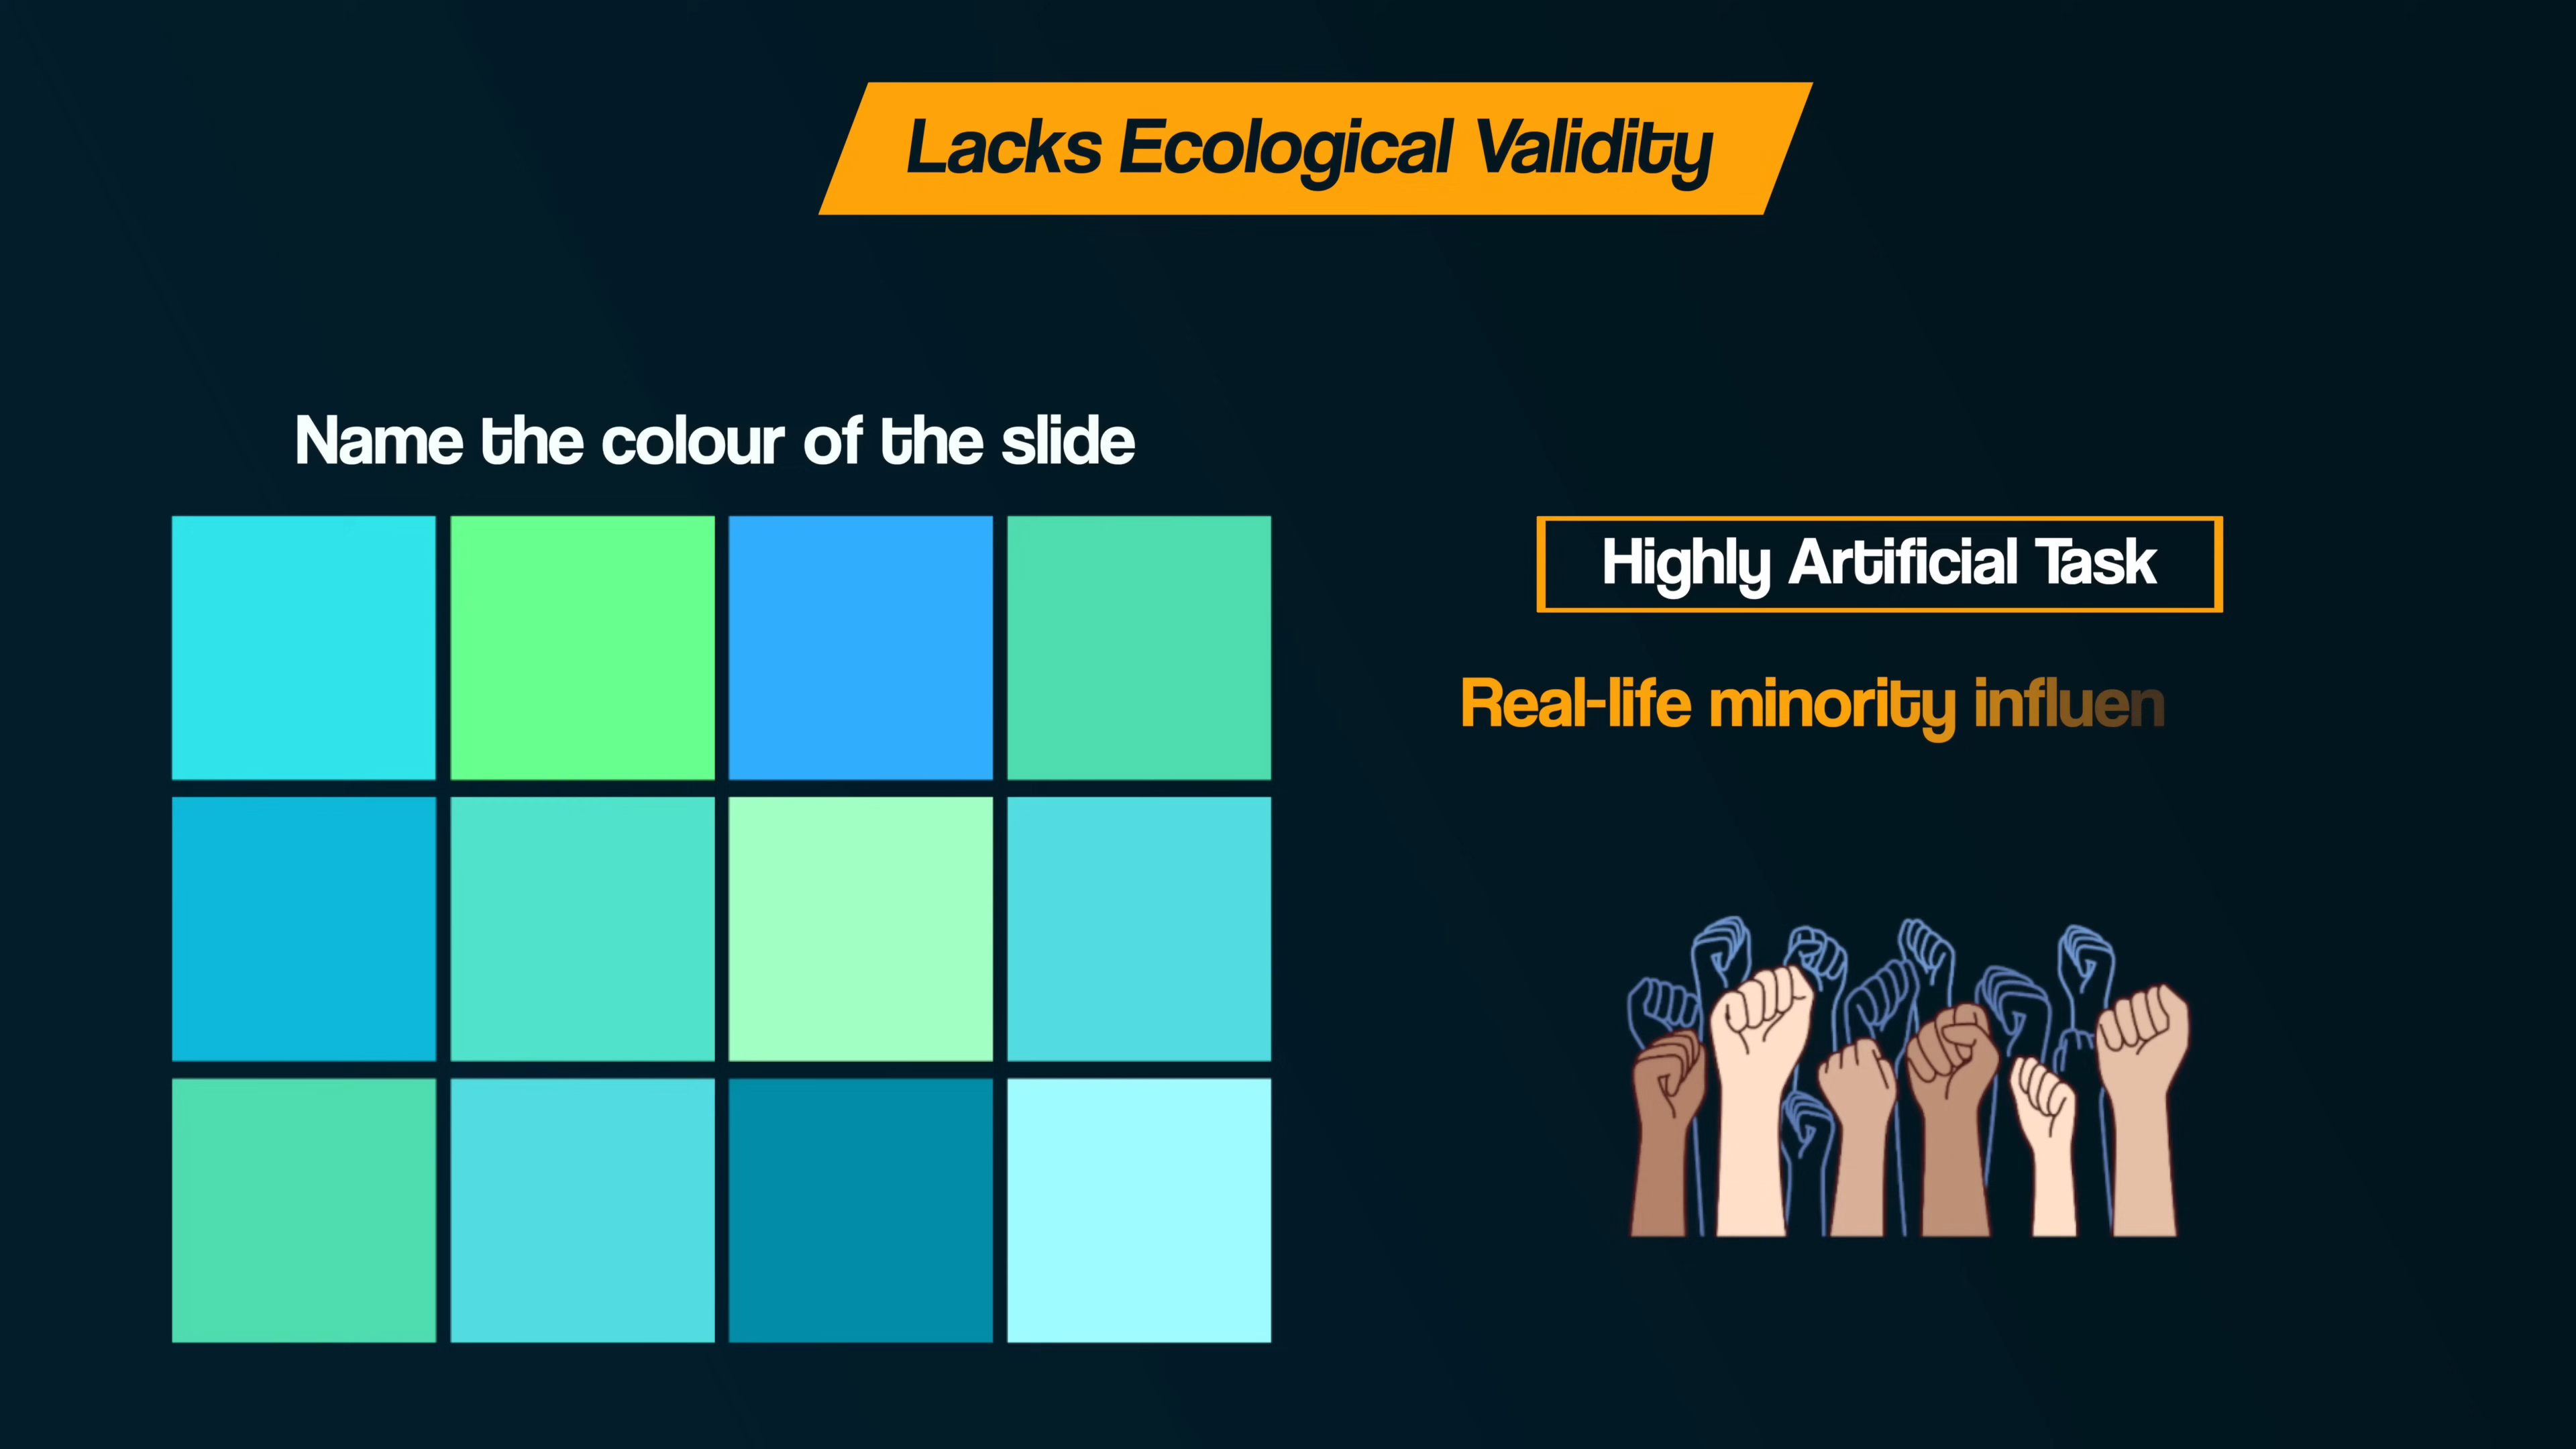 Lacks Ecological Validity
Name the colour of the slide
Highly Artificial Task
Real-life minority influen